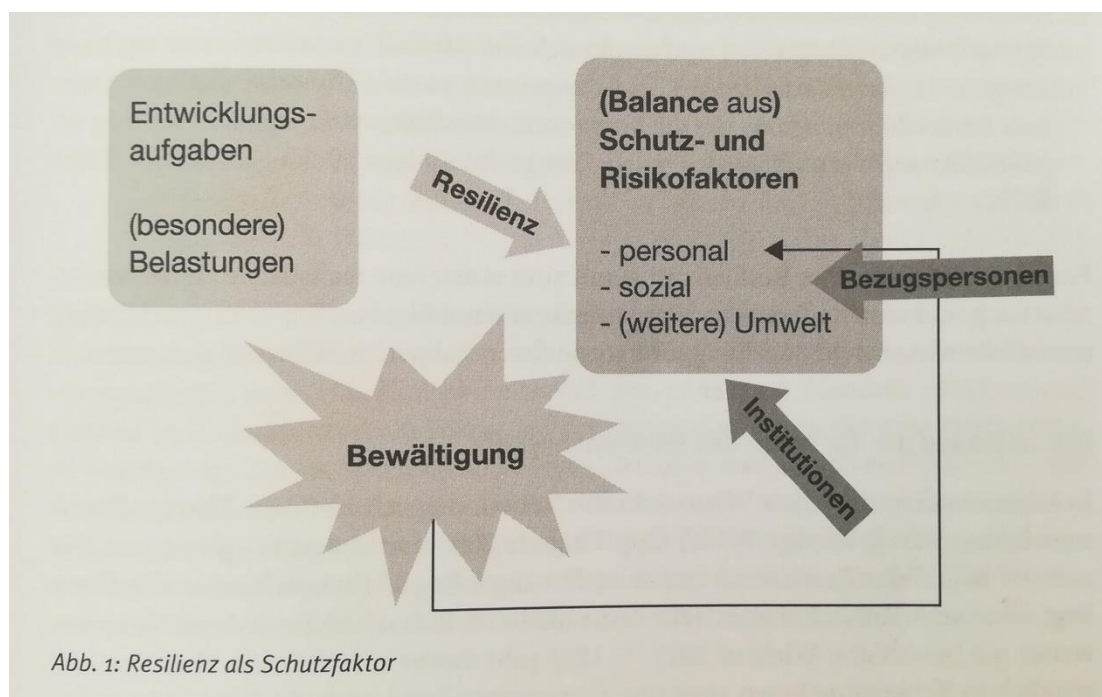 Entwicklungs-
aufgaben
(besondere)
Belastungen
Resilienz
(Balance aus)
Schutz- und
Risikofaktoren
- personal
- sozial
- (weitere) Umwelt
Bezugspersonen
Institutionen
Bewältigung
Abb. 1: Resilienz als Schutzfaktor